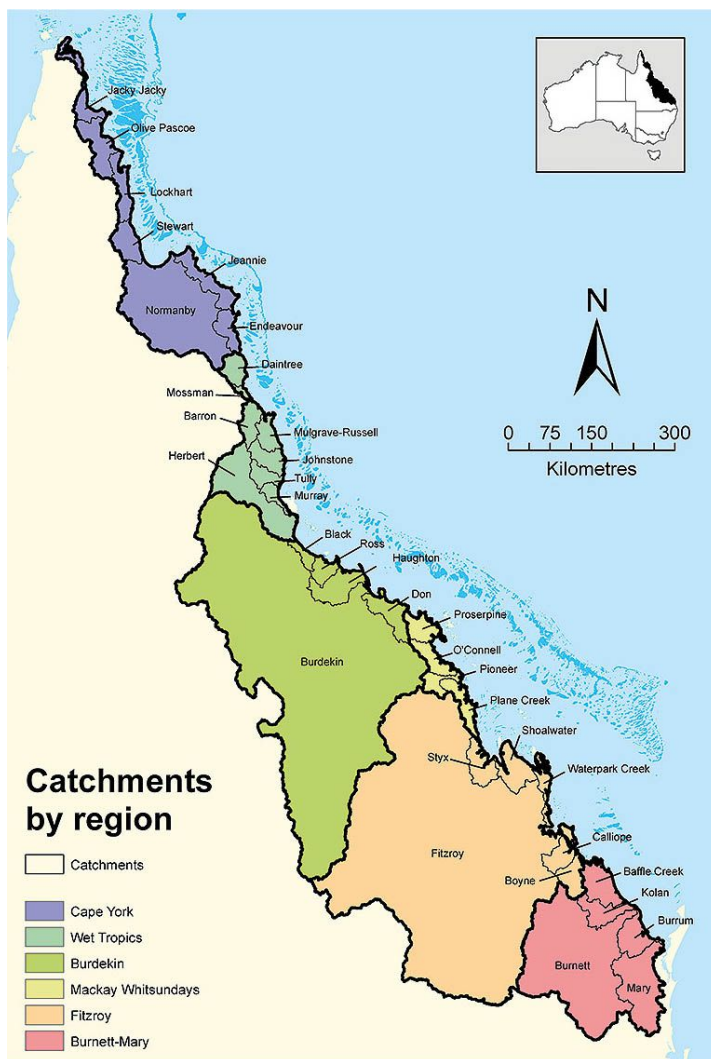 Jacky Jacky
Olive Pascoe
Lockhart
Stewart
Jeannie
Normanby
Endeavour
Daintree
Mossman
Barron
Mulgrave-Russell
Herbert
Johnstone
Tully
Murray
Black
Ross
Haughton
Don
Proserpine
Burdekin
O'Connell
Pioneer
Plane Creek
Shoalwater
Styx
Waterpark Creek
Calliope
Fitzroy
Boyne
Baffle Creek
Kolan
Burrum
Burnett
Mary
N
0 75 150 300
Kilometres
Catchments
by region
Catchments
Cape York
Wet Tropics
Burdekin
Mackay Whitsundays
Fitzroy
Burnett-Mary